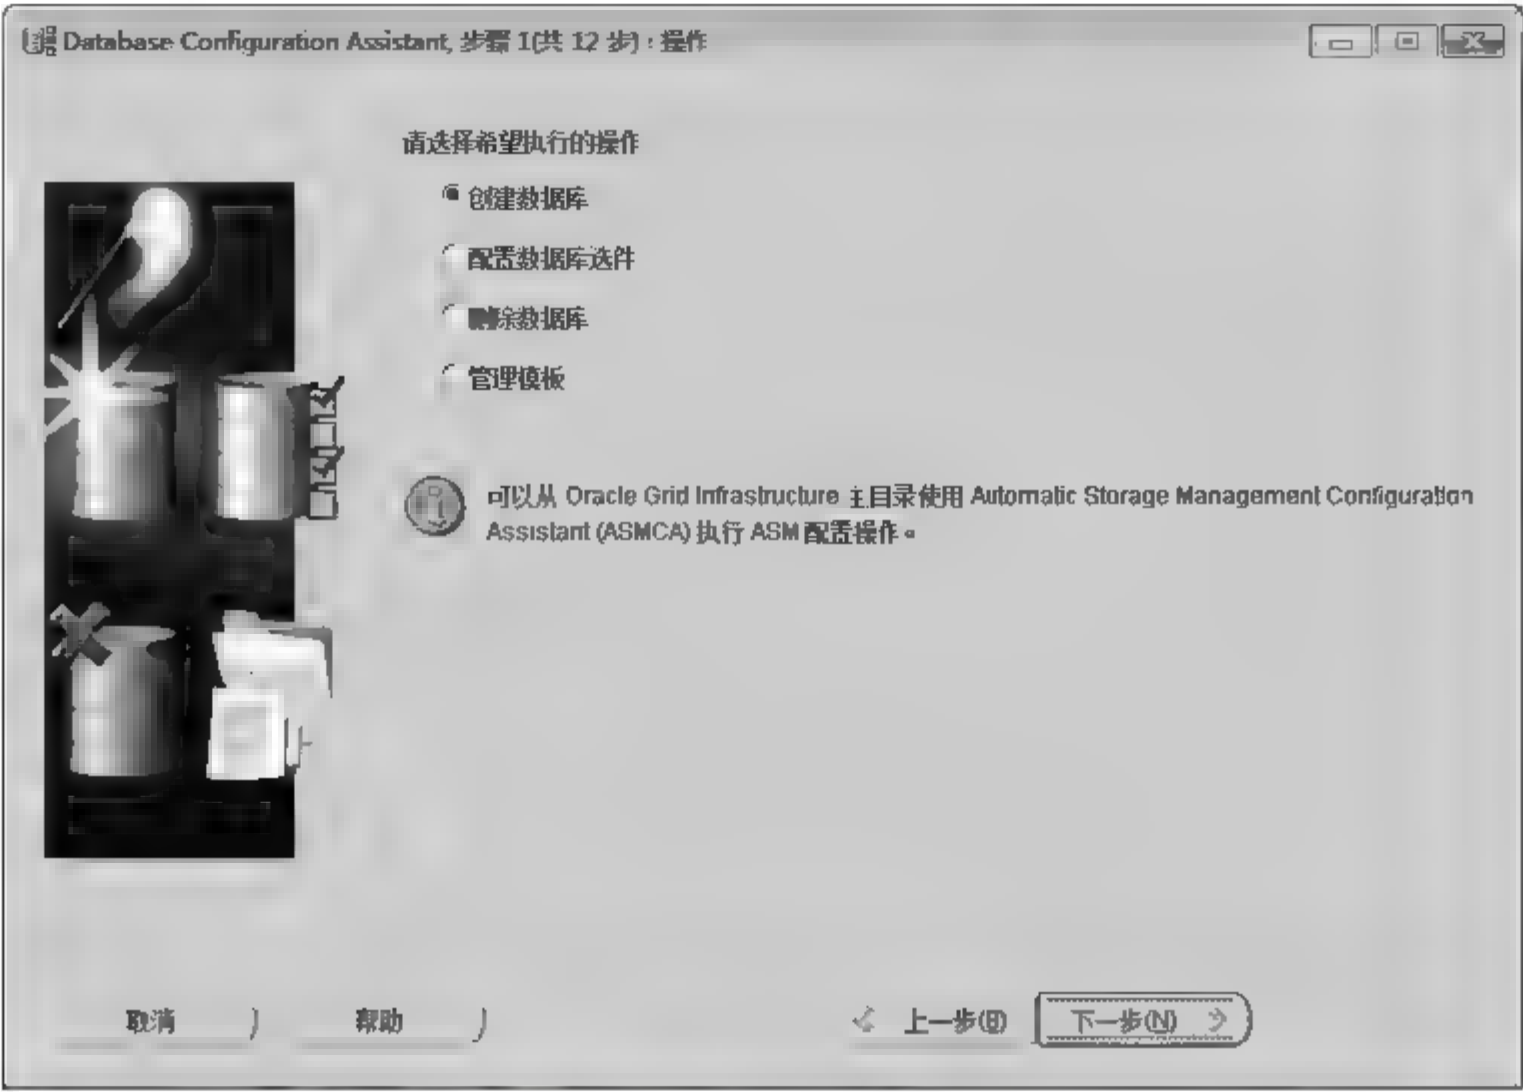 Database Configuration Assistant, 步骤 1(共 12 步) : 操作
请选择希望执行的操作
创建数据库
配置数据库选件
删除数据库
管理模板
可以从 Oracle Grid Infrastructure 主目录使用 Automatic Storage Management Configuration
Assistant (ASMCA) 执行 ASM 配置操作。
取消
帮助
上一步(B)
下一步(N)